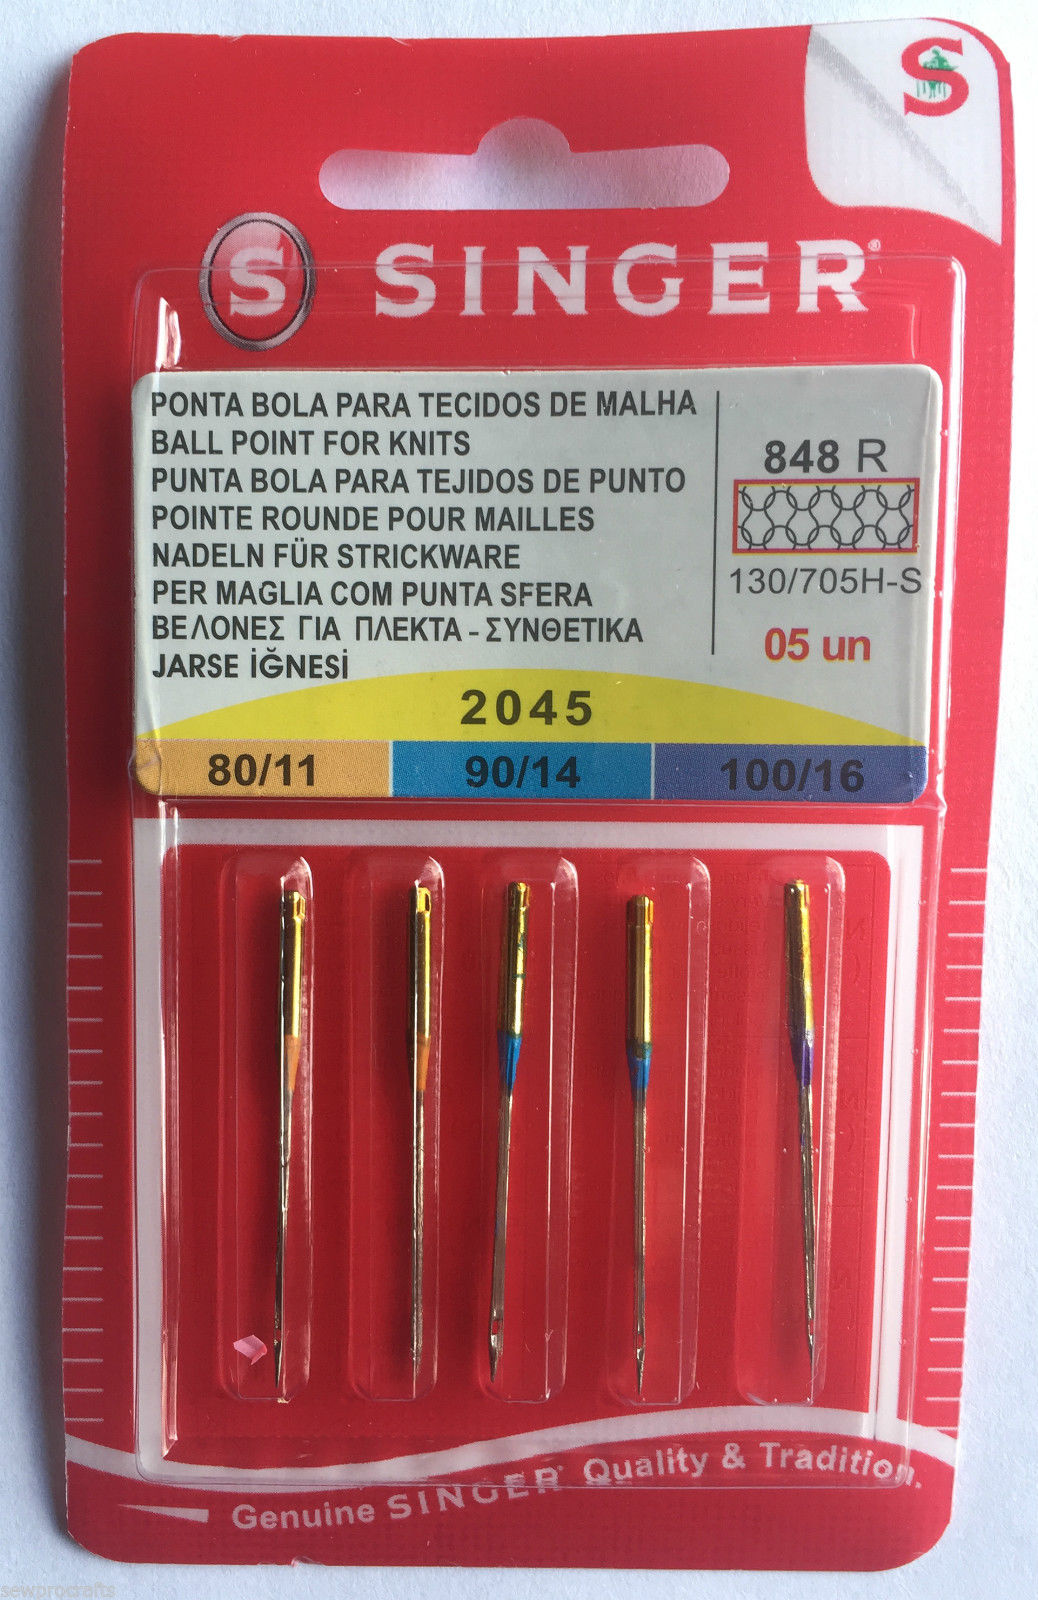 S
S SINGER®
PONTA BOLA PARA TECIDOS DE MALHA
BALL POINT FOR KNITS
PUNTA BOLA PARA TEJIDOS DE PUNTO
POINTE ROUNDE POUR MAILLES
NADELN FÜR STRICKWARE
PER MAGLIA COM PUNTA SFERA
ΒΕΛΟΝΕΣ ΓΙΑ ΠΛΕΚΤΑ - ΣΥΝΘΕΤΙΚΑ
JARSE İĞNESİ
848 R
130/705H-S
05 un
2045
80/11 90/14 100/16
Genuine SINGER® Quality & Tradition.
sewprocrafts